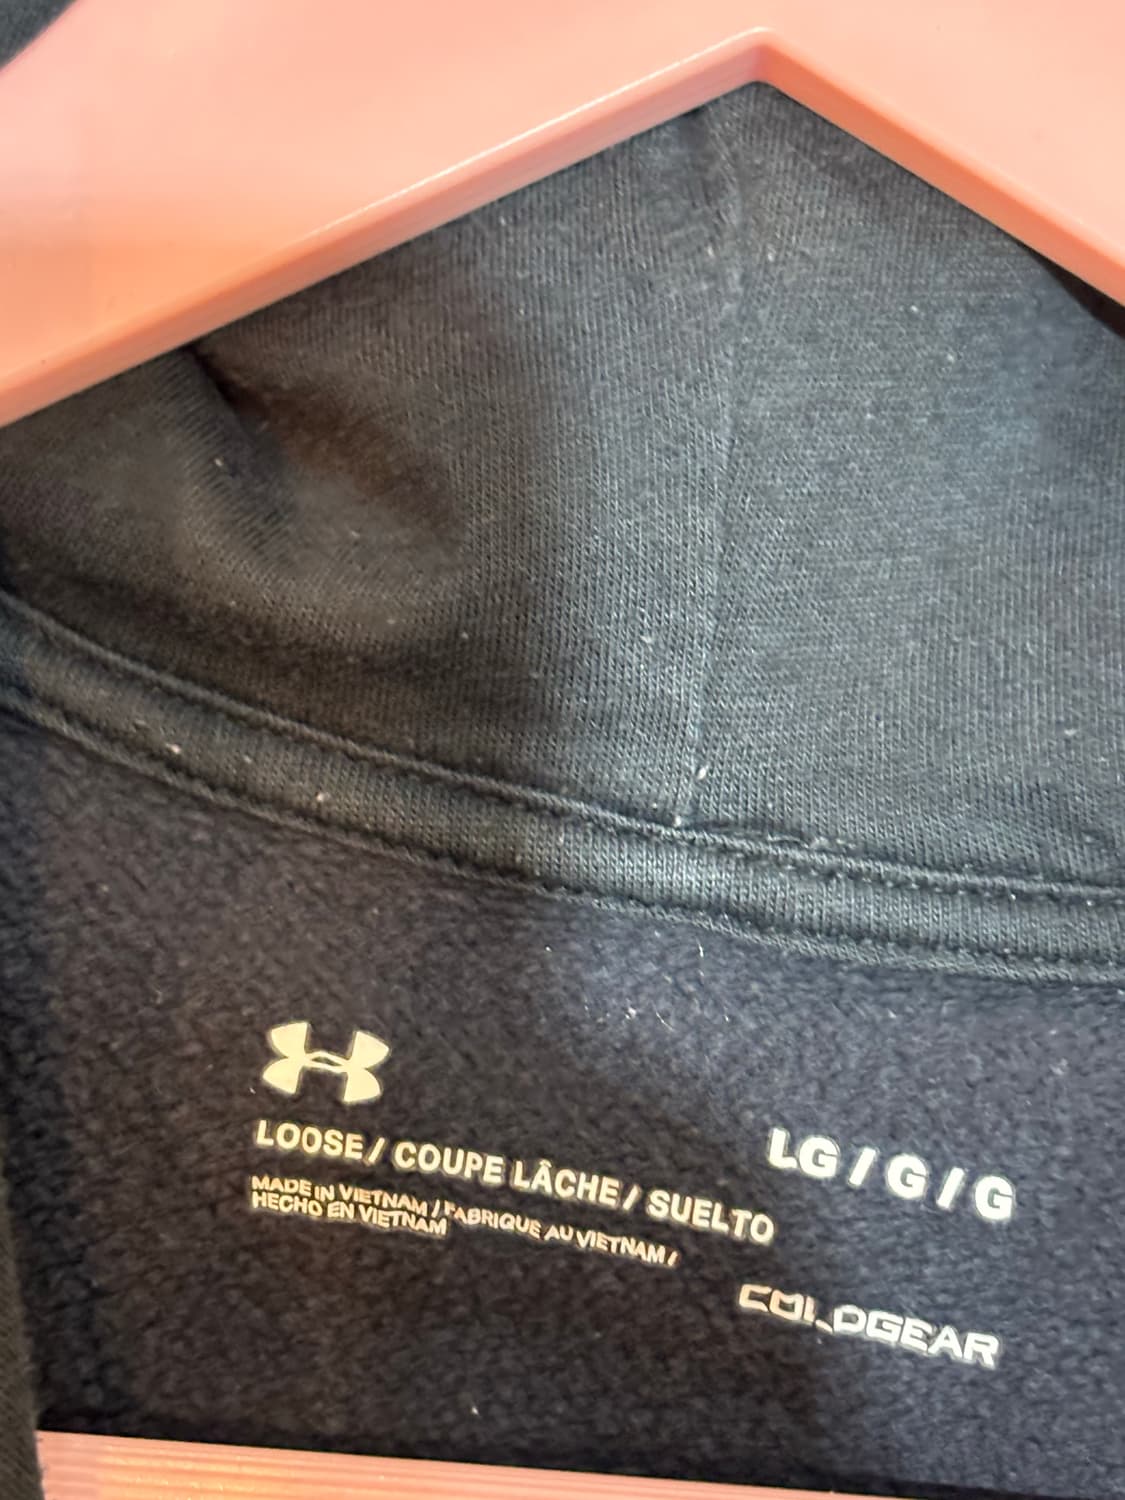 LOOSE / COUPE LÂCHE / SUELTO
LG / G / G
MADE IN VIETNAM / FABRIQUE AU VIETNAM /
HECHO EN VIETNAM
COLDGEAR